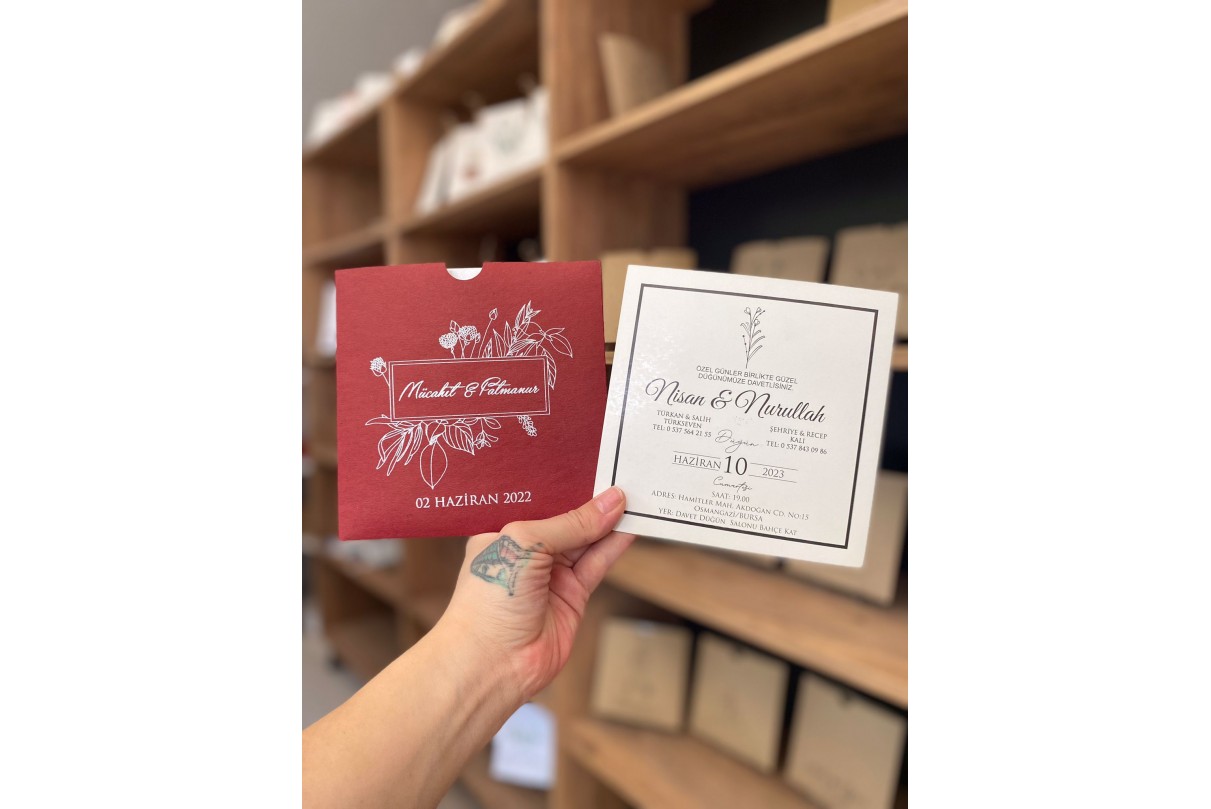 Mücahit & Fatmanur
02 HAZİRAN 2022
ÖZEL GÜNLER BİRLİKTE GÜZEL
DÜĞÜNÜMÜZE DAVETLİSİNİZ.
Nisan & Nurullah
TÜRKAN & SALİH
TÜRKSEVEN
TEL: 0 537 564 21 55
Düğün
ŞEHRİYE & RECEP
KALI
TEL: 0 537 843 09 86
HAZİRAN 10 2023
Cumartesi
SAAT: 19.00
ADRES: HAMİTLER MAH. AKDOĞAN CD. NO:15
OSMANGAZİ/BURSA
YER: DAVET DÜĞÜN SALONU BAHÇE KAT